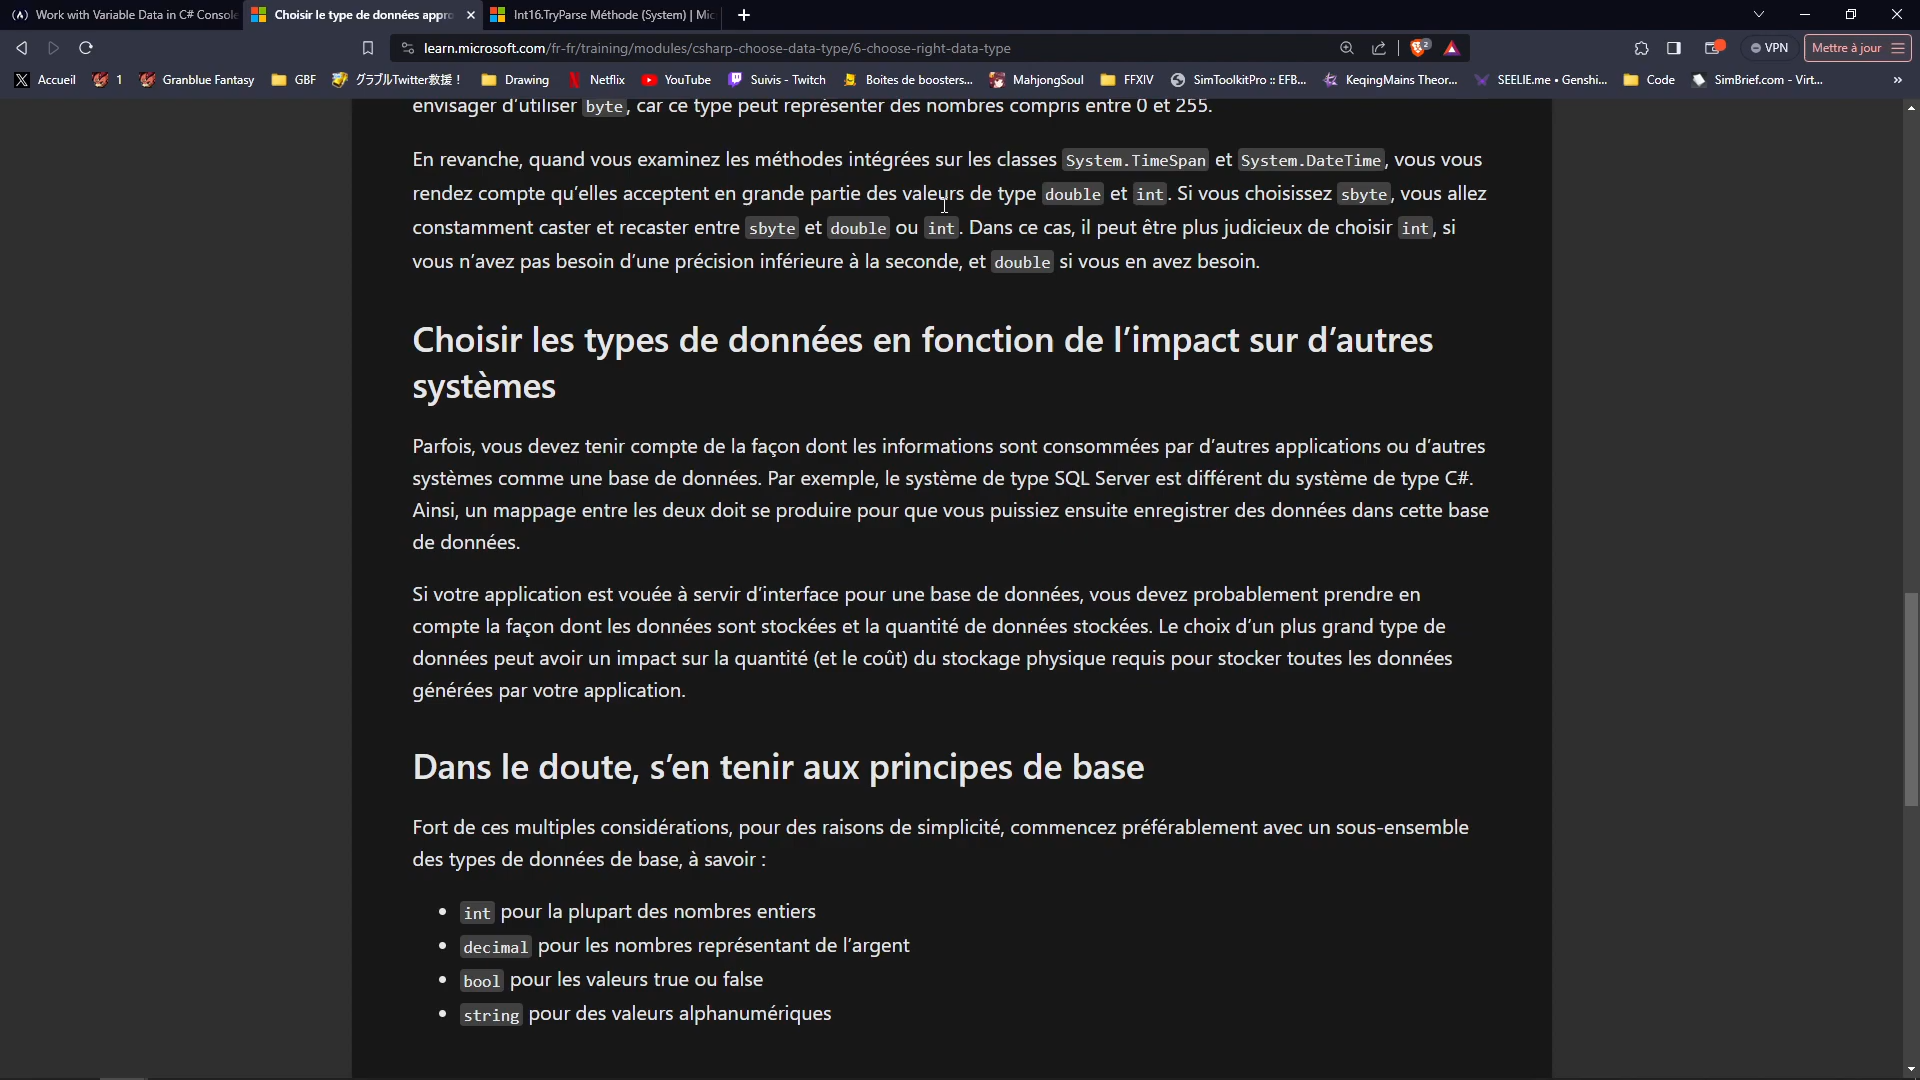 Work with Variable Data in C# Console
Choisir le type de données appro
Int16.TryParse Méthode (System) | Mic
learn.microsoft.com/fr-fr/training/modules/csharp-choose-data-type/6-choose-right-data-type
2
VPN
Mettre à jour
Accueil
1
Granblue Fantasy
GBF
グラブルTwitter救援！
Drawing
Netflix
YouTube
Suivis - Twitch
Boites de boosters...
MahjongSoul
FFXIV
SimToolkitPro :: EFB...
KeqingMains Theor...
SEELIE.me • Genshi...
Code
SimBrief.com - Virt...
»
envisager d’utiliser byte, car ce type peut représenter des nombres compris entre 0 et 255.
En revanche, quand vous examinez les méthodes intégrées sur les classes System.TimeSpan et System.DateTime, vous vous
rendez compte qu’elles acceptent en grande partie des valeurs de type double et int. Si vous choisissez sbyte, vous allez
constamment caster et recaster entre sbyte et double ou int. Dans ce cas, il peut être plus judicieux de choisir int, si
vous n’avez pas besoin d’une précision inférieure à la seconde, et double si vous en avez besoin.
Choisir les types de données en fonction de l’impact sur d’autres
systèmes
Parfois, vous devez tenir compte de la façon dont les informations sont consommées par d’autres applications ou d’autres
systèmes comme une base de données. Par exemple, le système de type SQL Server est différent du système de type C#.
Ainsi, un mappage entre les deux doit se produire pour que vous puissiez ensuite enregistrer des données dans cette base
de données.
Si votre application est vouée à servir d’interface pour une base de données, vous devez probablement prendre en
compte la façon dont les données sont stockées et la quantité de données stockées. Le choix d’un plus grand type de
données peut avoir un impact sur la quantité (et le coût) du stockage physique requis pour stocker toutes les données
générées par votre application.
Dans le doute, s’en tenir aux principes de base
Fort de ces multiples considérations, pour des raisons de simplicité, commencez préférablement avec un sous-ensemble
des types de données de base, à savoir :
• int pour la plupart des nombres entiers
• decimal pour les nombres représentant de l’argent
• bool pour les valeurs true ou false
• string pour des valeurs alphanumériques